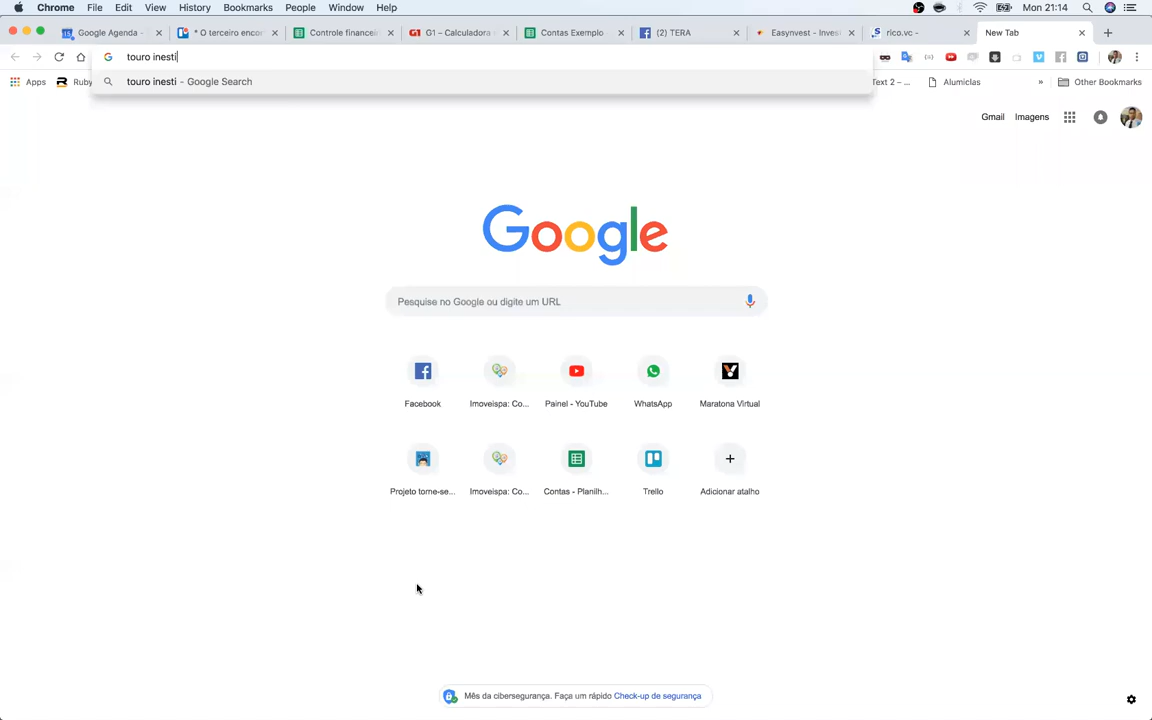 Chrome File Edit View History Bookmarks People Window Help Mon 21:14
Google Agenda - * O terceiro encon Controle financeir G1 – Calculadora Contas Exemplo (2) TERA Easynvest - Invest rico.vc - New Tab
touro inesti
Apps Ruby Text 2 – ... Alumiclas » Other Bookmarks
touro inesti - Google Search
Gmail Imagens
Google
Pesquise no Google ou digite um URL
Facebook Imoveispa: Co... Painel - YouTube WhatsApp Maratona Virtual
Projeto torne-se... Imoveispa: Co... Contas - Planilh... Trello Adicionar atalho
Mês da cibersegurança. Faça um rápido Check-up de segurança